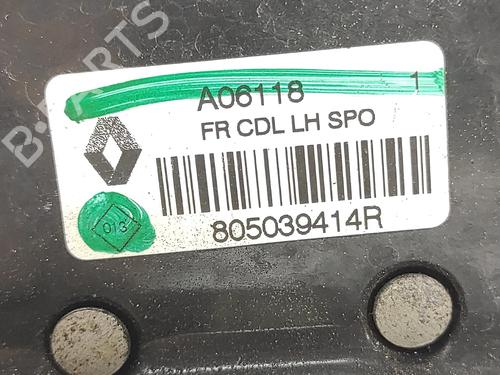 B-PARTS
A06118 1
FR CDL LH SPO
013
805039414R